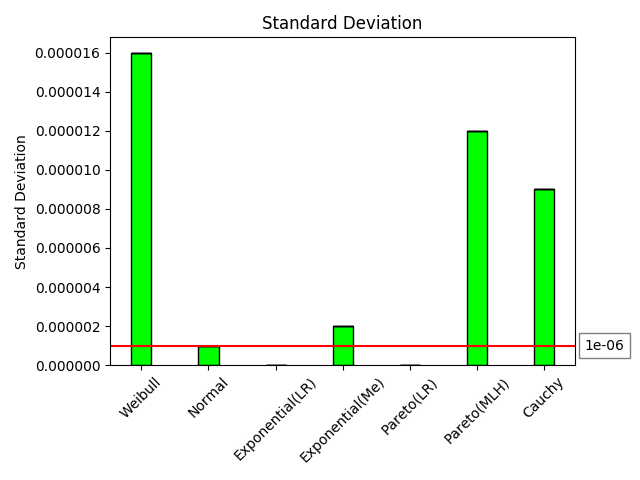 Standard Deviation
0.000016
0.000014
0.000012
0.000010
0.000008
0.000006
0.000004
0.000002
0.000000
Standard Deviation
1e-06
Weibull
Normal
Exponential(LR)
Exponential(Me)
Pareto(LR)
Pareto(MLH)
Cauchy